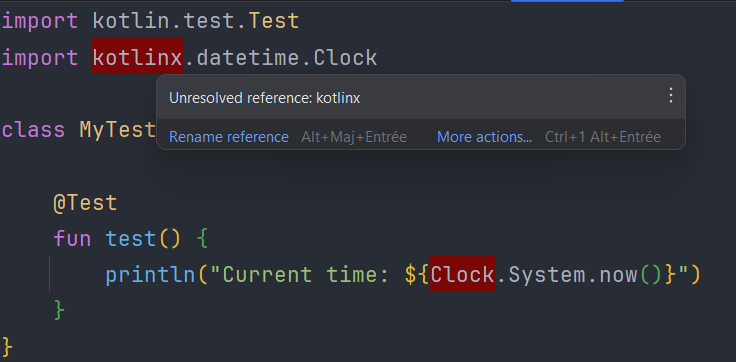 import kotlin.test.Test
import kotlinx.datetime.Clock
Unresolved reference: kotlinx
Rename reference Alt+Maj+Entrée More actions... Ctrl+1 Alt+Entrée
class MyTest
@Test
fun test() {
println("Current time: ${Clock.System.now()}")
}
}